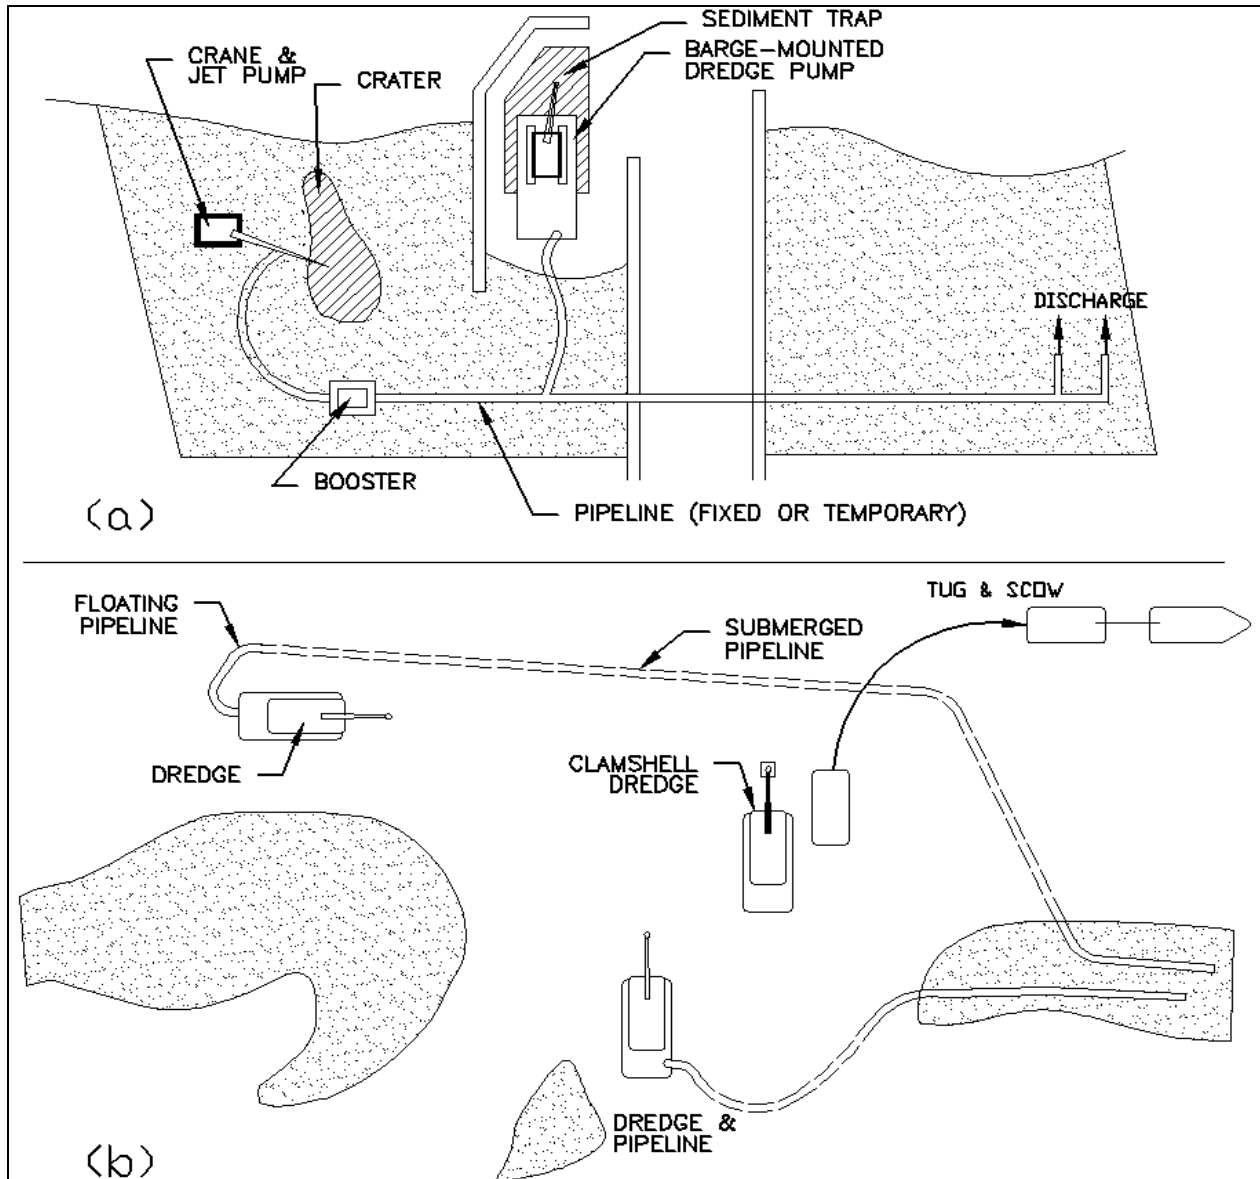 SEDIMENT TRAP
BARGE-MOUNTED
DREDGE PUMP
CRANE &
JET PUMP
CRATER
DISCHARGE
BOOSTER
PIPELINE (FIXED OR TEMPORARY)
(a)
FLOATING
PIPELINE
TUG & SCOW
SUBMERGED
PIPELINE
DREDGE
CLAMSHELL
DREDGE
DREDGE &
PIPELINE
(b)